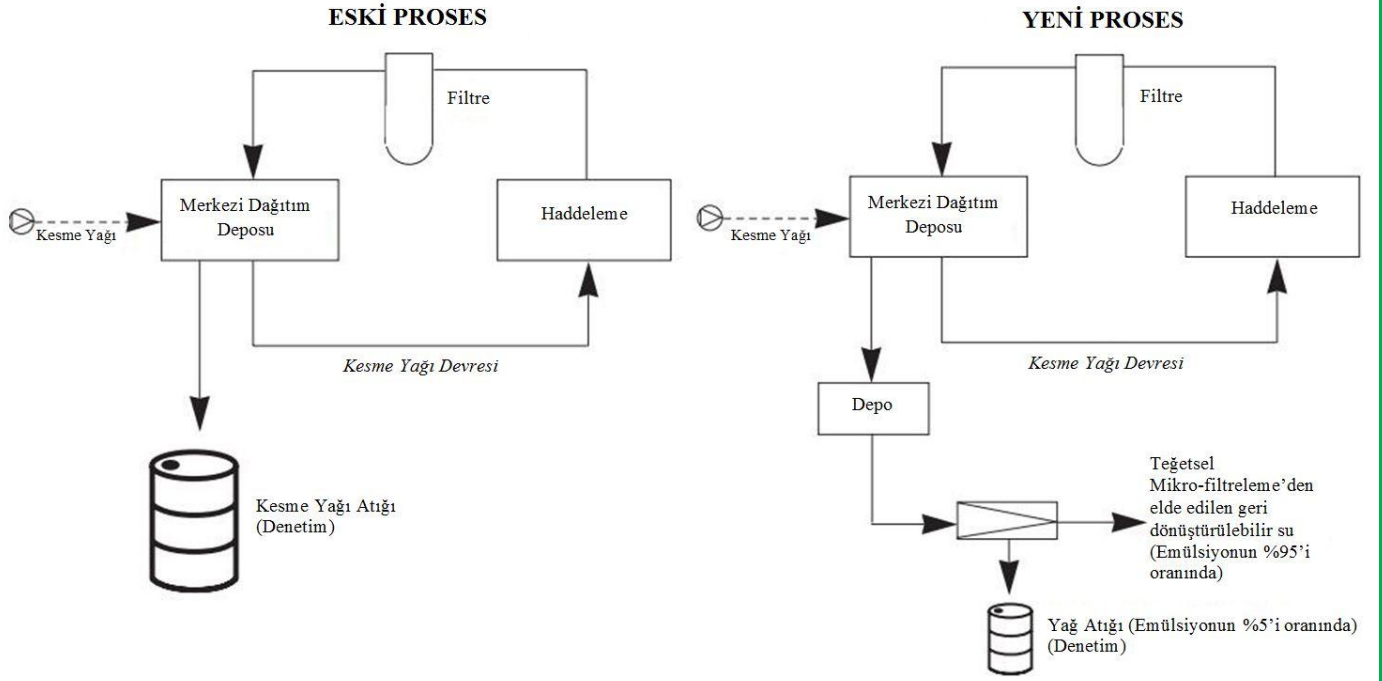 ESKİ PROSES
Filtre
Merkezi Dağıtım
Deposu
Haddeleme
Kesme Yağı
Kesme Yağı Devresi
Kesme Yağı Atığı
(Denetim)
YENİ PROSES
Filtre
Merkezi Dağıtım
Deposu
Haddeleme
Kesme Yağı
Kesme Yağı Devresi
Depo
Teğetsel
Mikro-filtreleme’den
elde edilen geri
dönüştürülebilir su
(Emülsiyonun %95’i
oranında)
Yağ Atığı (Emülsiyonun %5’i oranında)
(Denetim)